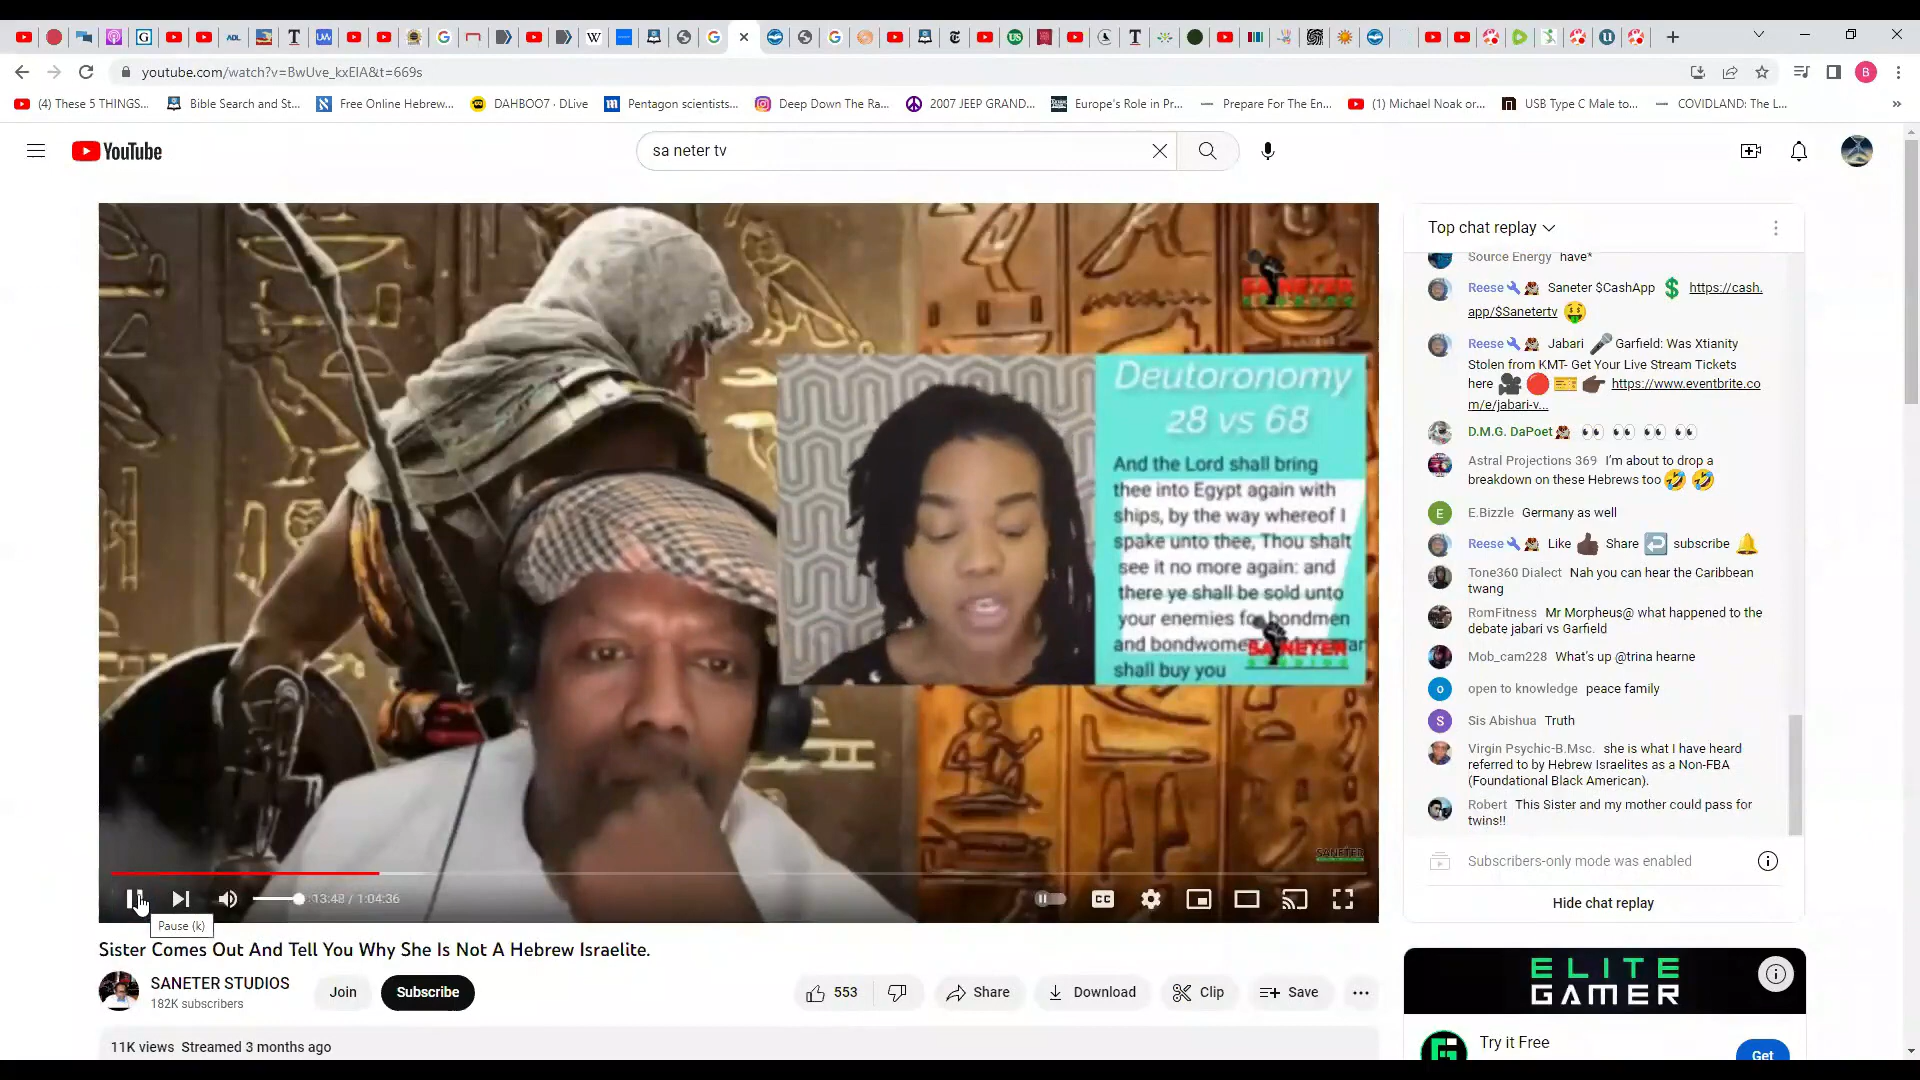 youtube.com/watch?v=BwUve_kxElA&t=669s
(4) These 5 THINGS...
Bible Search and St...
Free Online Hebrew...
DAHBOO7 · DLive
Pentagon scientists...
Deep Down The Ra...
2007 JEEP GRAND...
Europe's Role in Pr...
Prepare For The En...
(1) Michael Noak or...
USB Type C Male to...
COVIDLAND: The L...
YouTube
sa neter tv
SA NETER
STUDIOS
Deutoronomy
28 vs 68
And the Lord shall bring
thee into Egypt again with
ships, by the way whereof I
spake unto thee, Thou shalt
see it no more again: and
there ye shall be sold unto
your enemies for bondmen
and bondwome
shall buy you
SA NETER
SANETER
13:48 / 1:04:36
CC
Pause (k)
Sister Comes Out And Tell You Why She Is Not A Hebrew Israelite.
SANETER STUDIOS
182K subscribers
Join
Subscribe
553
Share
Download
Clip
Save
11K views Streamed 3 months ago
Top chat replay
Source Energy have*
Reese Saneter $CashApp https://cash.
app/$Sanetertv
Reese Jabari Garfield: Was Xtianity
Stolen from KMT- Get Your Live Stream Tickets
here https://www.eventbrite.co
m/e/jabari-v...
D.M.G. DaPoet
Astral Projections 369 I'm about to drop a
breakdown on these Hebrews too
E.Bizzle Germany as well
Reese Like Share subscribe
Tone360 Dialect Nah you can hear the Caribbean
twang
RomFitness Mr Morpheus@ what happened to the
debate jabari vs Garfield
Mob_cam228 What's up @trina hearne
open to knowledge peace family
Sis Abishua Truth
Virgin Psychic-B.Msc. she is what I have heard
referred to by Hebrew Israelites as a Non-FBA
(Foundational Black American).
Robert This Sister and my mother could pass for
twins!!
Subscribers-only mode was enabled
Hide chat replay
ELITE
GAMER
Try it Free
Get